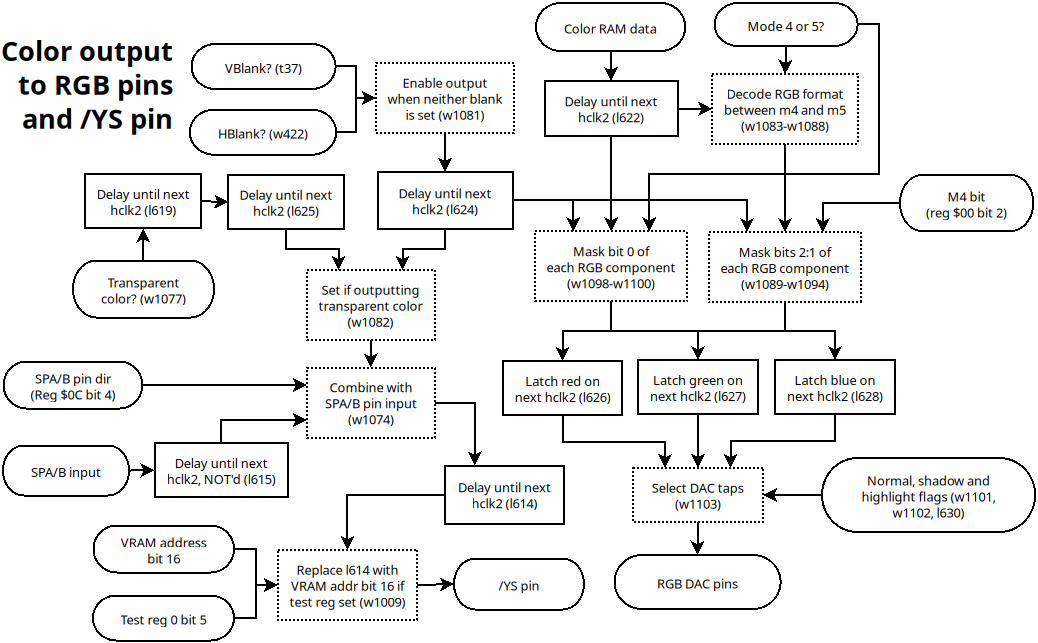 Color output
to RGB pins
and /YS pin
VBlank? (t37)
HBlank? (w422)
Enable output
when neither blank
is set (w1081)
Color RAM data
Mode 4 or 5?
Delay until next
hclk2 (l622)
Decode RGB format
between m4 and m5
(w1083-w1088)
Delay until next
hclk2 (l619)
Delay until next
hclk2 (l625)
Delay until next
hclk2 (l624)
M4 bit
(reg $00 bit 2)
Transparent
color? (w1077)
Set if outputting
transparent color
(w1082)
Mask bit 0 of
each RGB component
(w1098-w1100)
Mask bits 2:1 of
each RGB component
(w1089-w1094)
SPA/B pin dir
(Reg $0C bit 4)
Combine with
SPA/B pin input
(w1074)
Latch red on
next hclk2 (l626)
Latch green on
next hclk2 (l627)
Latch blue on
next hclk2 (l628)
SPA/B input
Delay until next
hclk2, NOT'd (l615)
Delay until next
hclk2 (l614)
Select DAC taps
(w1103)
Normal, shadow and
highlight flags (w1101,
w1102, l630)
VRAM address
bit 16
Test reg 0 bit 5
Replace l614 with
VRAM addr bit 16 if
test reg set (w1009)
/YS pin
RGB DAC pins